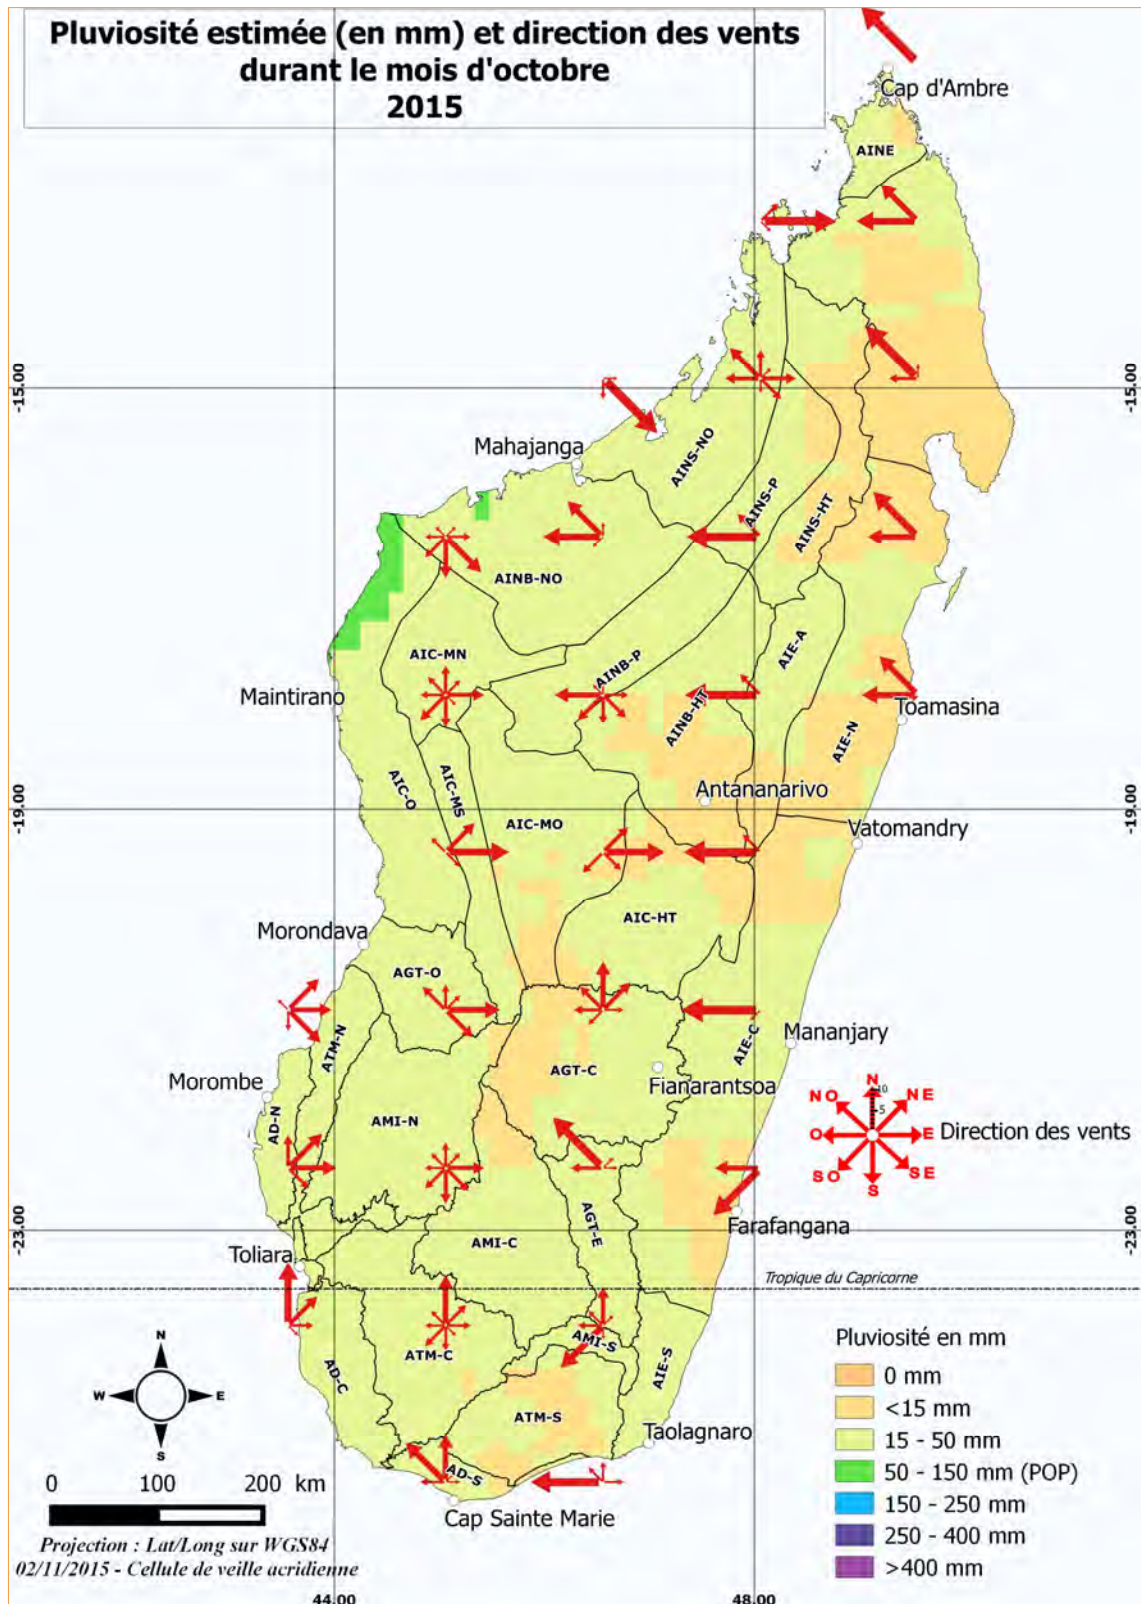 Pluviosité estimée (en mm) et direction des vents
durant le mois d'octobre
2015
Cap d'Ambre
AINE
-15.00
-15.00
Mahajanga
AINS-NO
AINS-P
AINS-HT
AINB-NO
AIC-MN
AINB-P
AIE-A
Maintirano
AINB-HT
Toamasina
AIE-N
AIC-O
AIC-MS
Antananarivo
AIC-MO
-19.00
-19.00
Vatomandry
AIC-HT
Morondava
AGT-O
ATM-N
AIE-C
Mananjary
AGT-C
Fianarantsoa
Morombe
AD-N
AMI-N
N
NO
NE
10
5
O
E
Direction des vents
SO
SE
S
AGT-E
Farafangana
-23.00
-23.00
AMI-C
Toliara
Tropique du Capricorne
AMI-S
ATM-C
AIE-S
AD-C
ATM-S
Taolagnaro
AD-S
Cap Sainte Marie
N
W
E
S
0 100 200 km
Projection : Lat/Long sur WGS84
02/11/2015 - Cellule de veille acridienne
Pluviosité en mm
0 mm
<15 mm
15 - 50 mm
50 - 150 mm (POP)
150 - 250 mm
250 - 400 mm
>400 mm
44.00
48.00